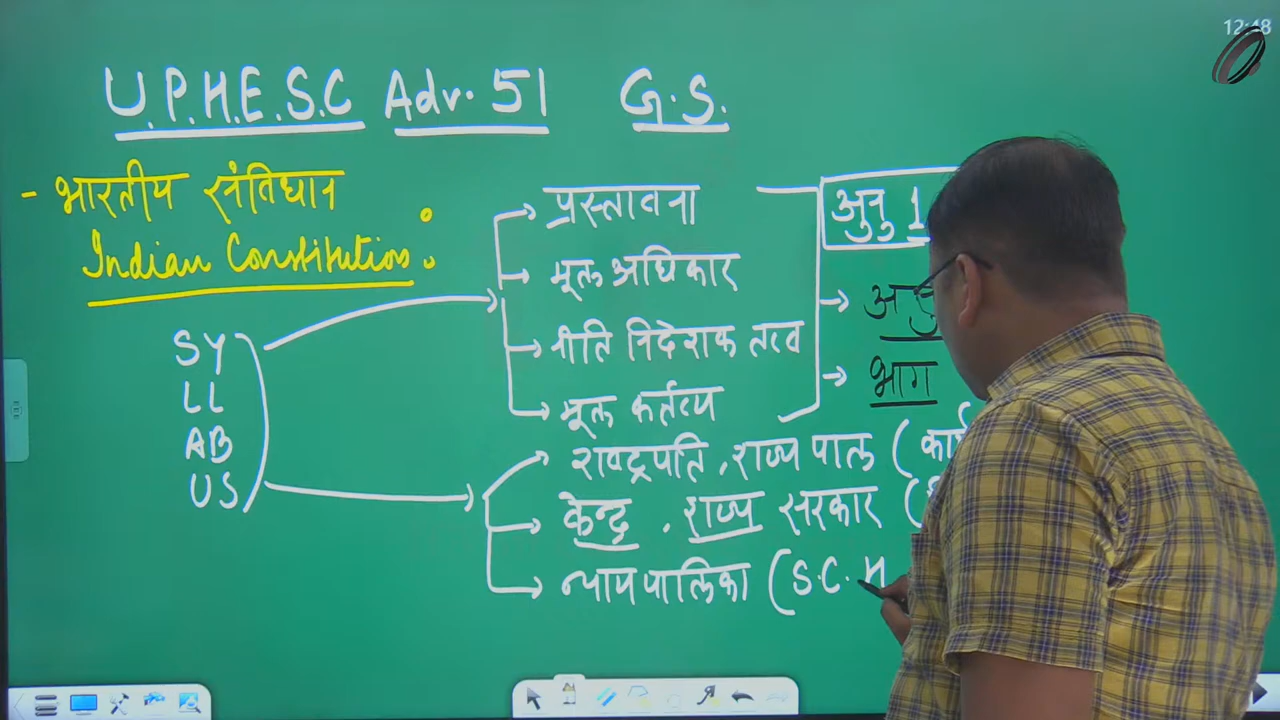 12:48
U.P.H.E.S.C Adv. 51 G.S.
- भारतीय संविधान
Indian Constitution :
SY
LL
AB
US
प्रस्तावना
मूल अधिकार
नीति निदेशक तत्व
मूल कर्तव्य
अनु 1
भाग
राष्ट्रपति, राज्यपाल (
केन्द्र, राज्य सरकार (
न्यायपालिका (S.C. H